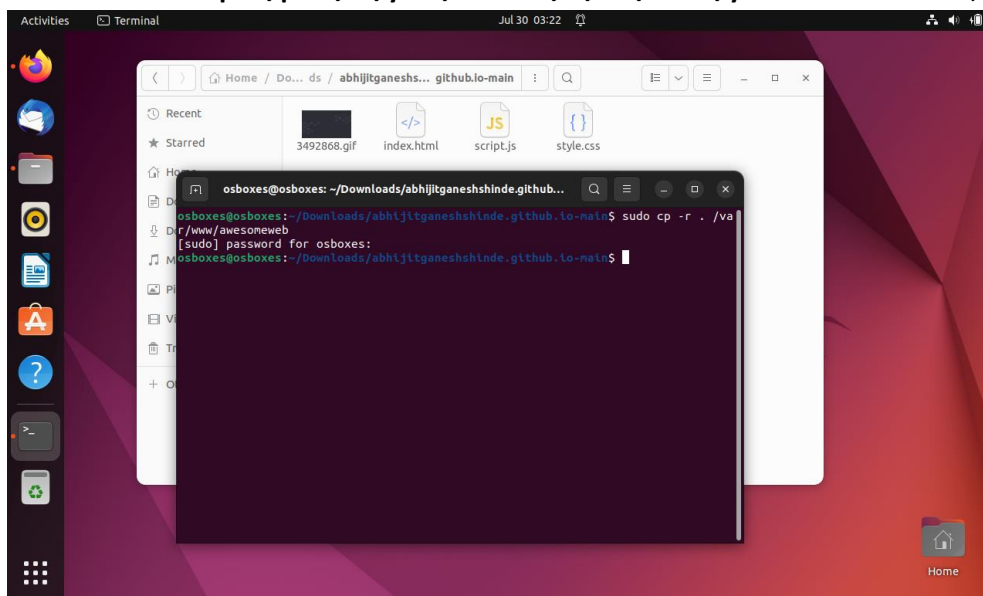 Activities Terminal Jul 30 03:22
Home / Do... ds / abhijitganeshs... github.io-main
Recent
Starred
3492868.gif index.html script.js style.css
</>
JS
{ }
osboxes@osboxes: ~/Downloads/abhijitganeshshinde.github...
osboxes@osboxes:~/Downloads/abhijitganeshshinde.github.io-main$ sudo cp -r . /va
r/www/awesomeweb
[sudo] password for osboxes:
osboxes@osboxes:~/Downloads/abhijitganeshshinde.github.io-main$
Home